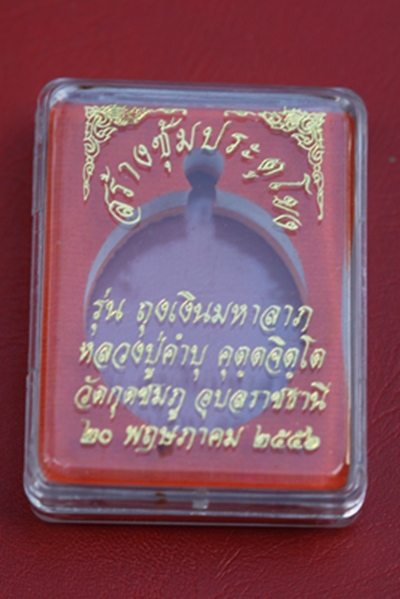 สร้างซุ้มประตูโขง
รุ่น ถุงเงินมหาลาภ
หลวงปู่คำบุ คุตฺตจิตฺโต
วัดกุดชมภู อุบลราชธานี
๒๐ พฤษภาคม ๒๕๕๖